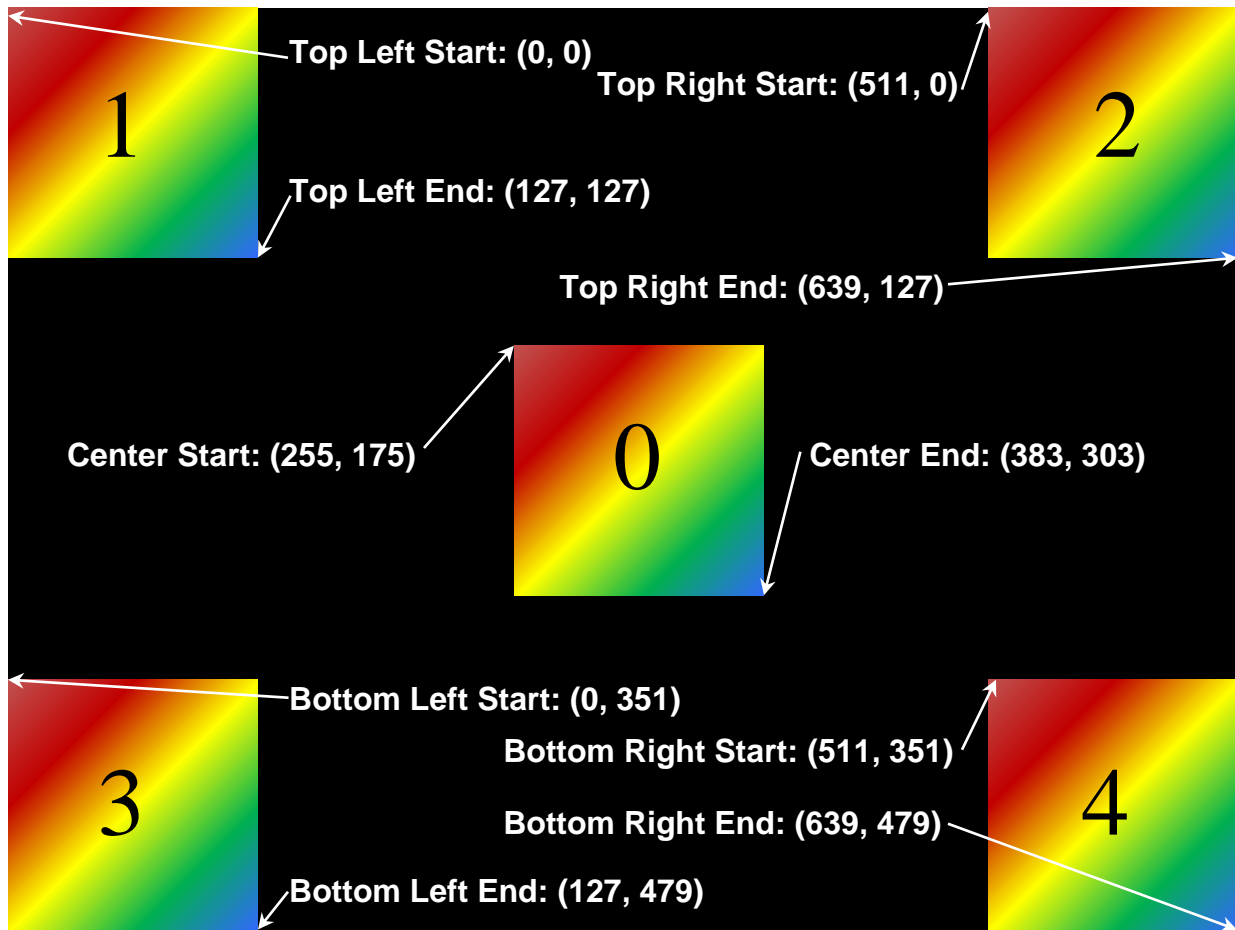 Top Left Start: (0, 0)
Top Right Start: (511, 0)
1
2
Top Left End: (127, 127)
Top Right End: (639, 127)
Center Start: (255, 175)
0
Center End: (383, 303)
Bottom Left Start: (0, 351)
Bottom Right Start: (511, 351)
3
4
Bottom Right End: (639, 479)
Bottom Left End: (127, 479)